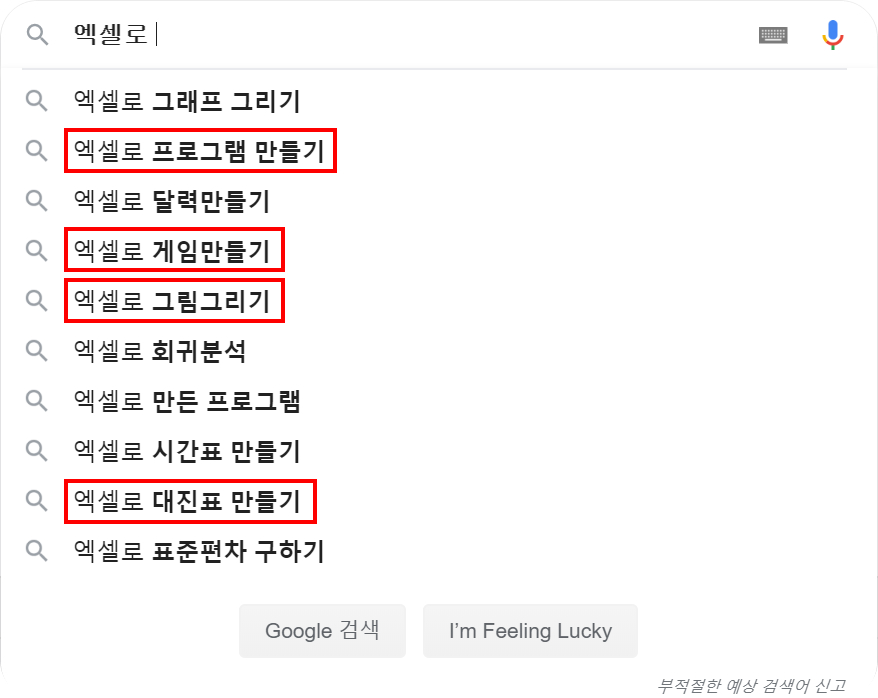 엑셀로
엑셀로 그래프 그리기
엑셀로 프로그램 만들기
엑셀로 달력만들기
엑셀로 게임만들기
엑셀로 그림그리기
엑셀로 회귀분석
엑셀로 만든 프로그램
엑셀로 시간표 만들기
엑셀로 대진표 만들기
엑셀로 표준편차 구하기
Google 검색
I’m Feeling Lucky
부적절한 예상 검색어 신고